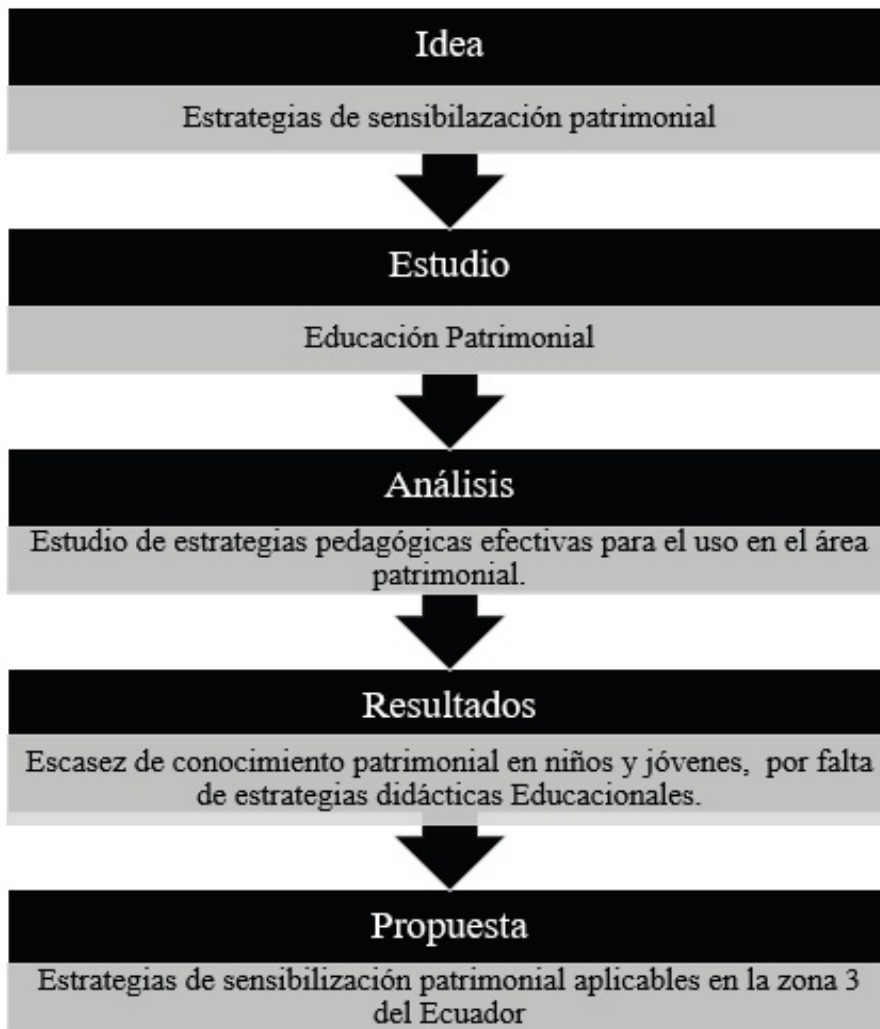 Idea
Estrategias de sensibilazación patrimonial
Estudio
Educación Patrimonial
Análisis
Estudio de estrategias pedagógicas efectivas para el uso en el área
patrimonial.
Resultados
Escasez de conocimiento patrimonial en niños y jóvenes,  por falta
de estrategias didácticas Educacionales.
Propuesta
Estrategias de sensibilización patrimonial aplicables en la zona 3
del Ecuador